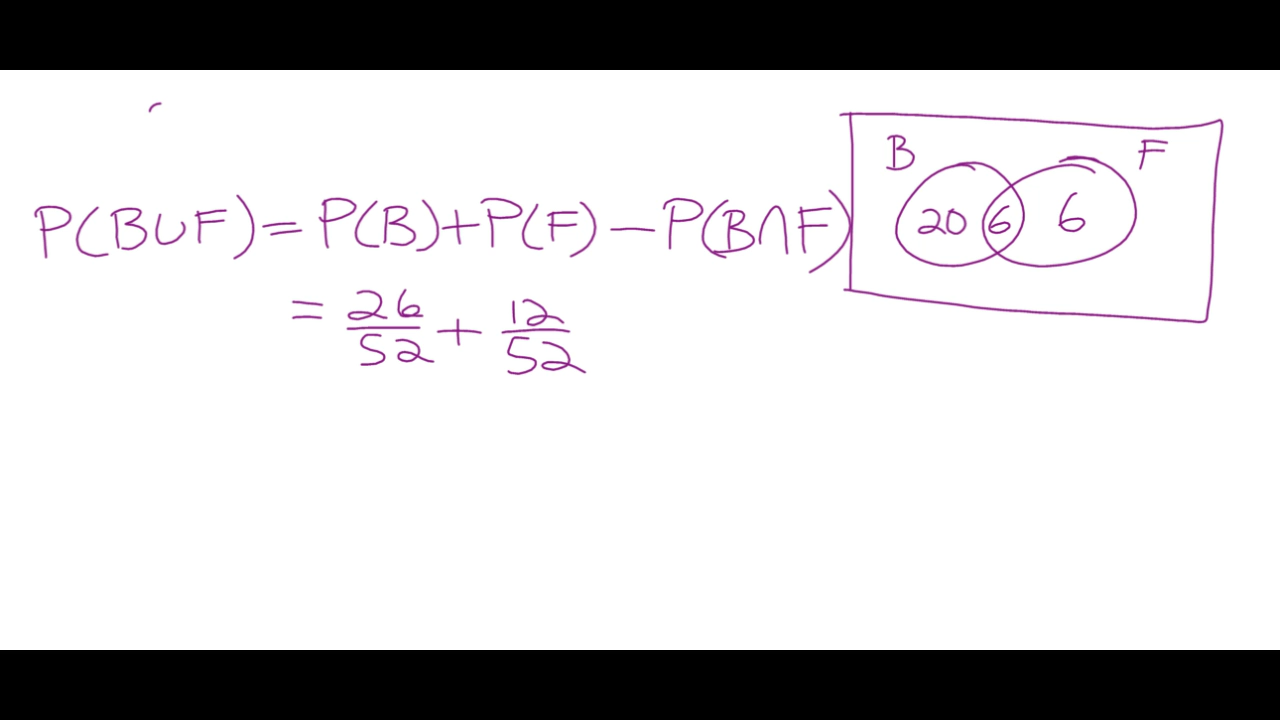 B F
P(B∪F) = P(B) + P(F) − P(B∩F) 20 6 6
= 26/52 + 12/52